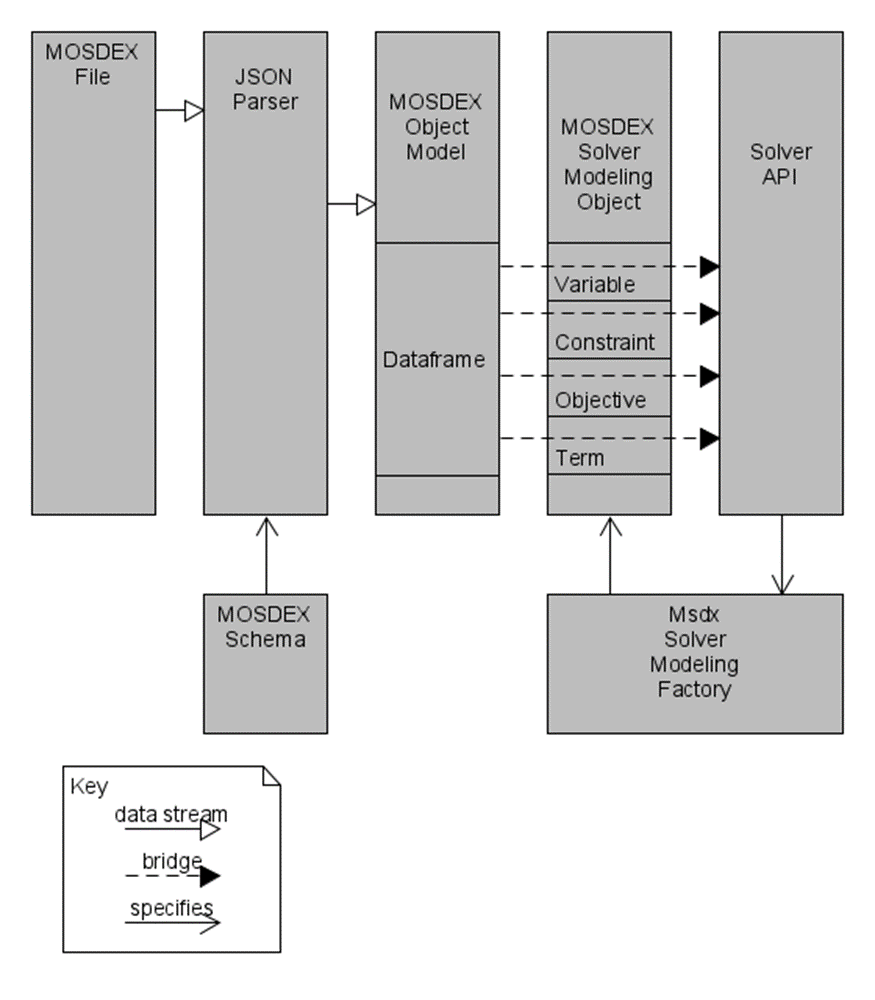 MOSDEX
File
JSON
Parser
MOSDEX
Object
Model
MOSDEX
Solver
Modeling
Object
Solver
API
Dataframe
Variable
Constraint
Objective
Term
MOSDEX
Schema
Msdx
Solver
Modeling
Factory
Key
data stream
bridge
specifies